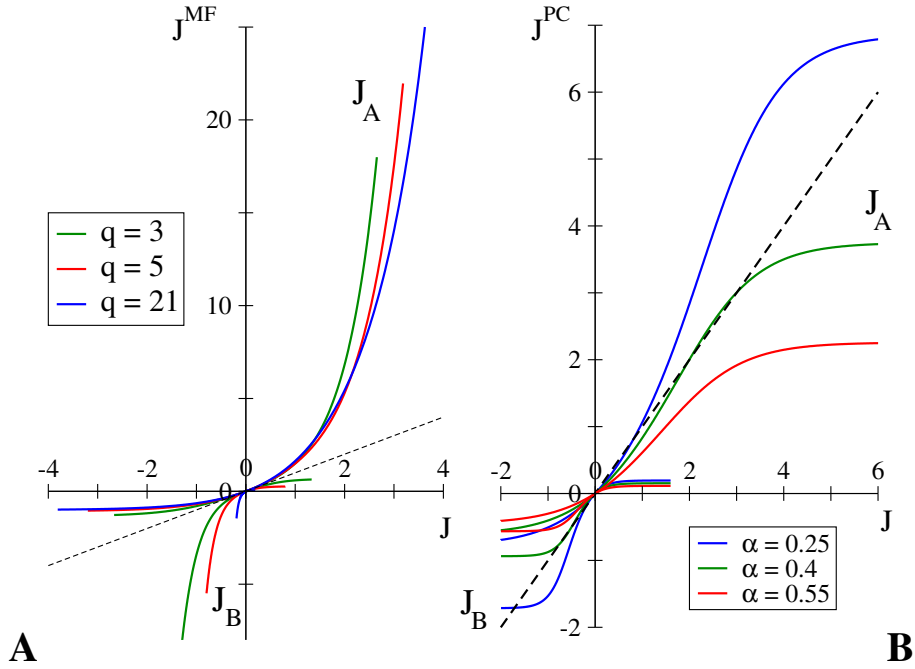 J^MF
20
10
J_A
q = 3
q = 5
q = 21
-4 -2 0 2 4
0
J
J_B
A
J^PC
6
4
2
J_A
-2 0 2 4 6
0
J
α = 0.25
α = 0.4
α = 0.55
J_B
-2
B